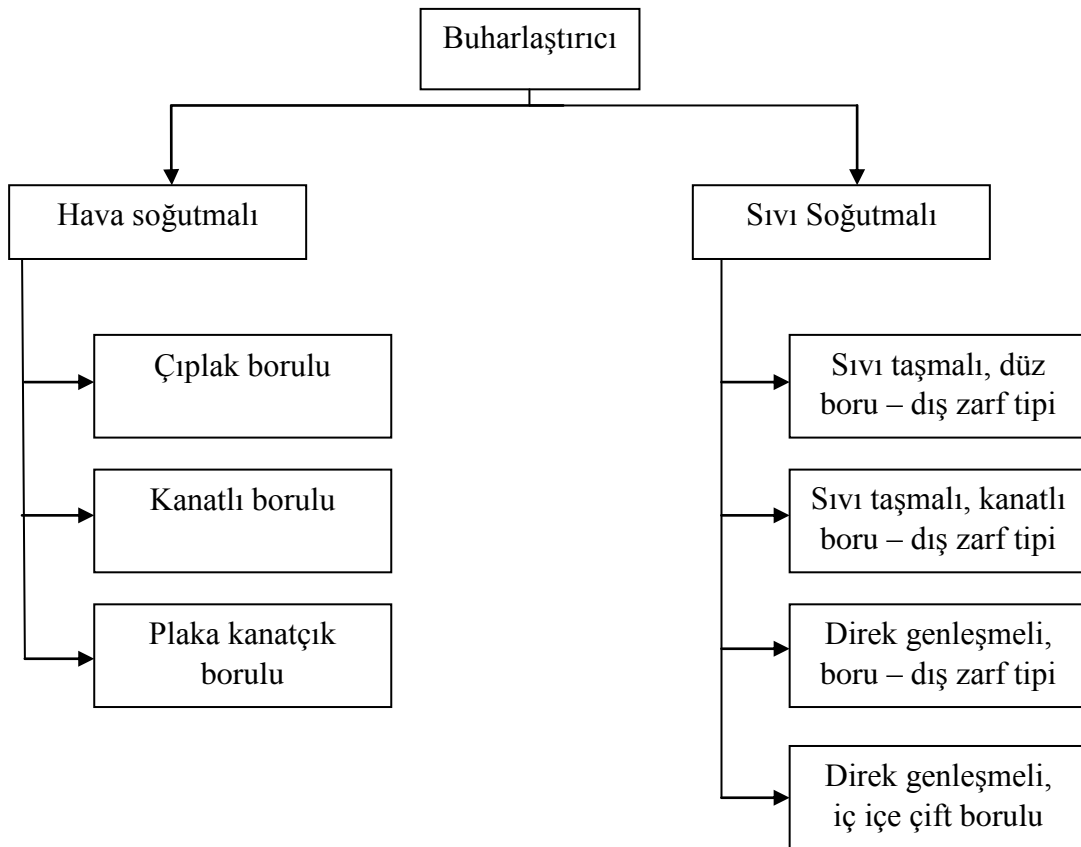 Buharlaştırıcı
Hava soğutmalı
Sıvı Soğutmalı
Çıplak borulu
Kanatlı borulu
Plaka kanatçık
borulu
Sıvı taşmalı, düz
boru – dış zarf tipi
Sıvı taşmalı, kanatlı
boru – dış zarf tipi
Direk genleşmeli,
boru – dış zarf tipi
Direk genleşmeli,
iç içe çift borulu